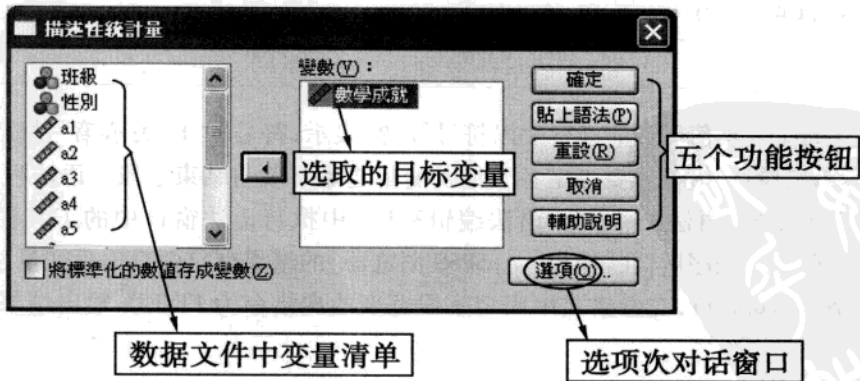 描述性統計量
班級
性別
a1
a2
a3
a4
a5
變數(V)：
數學成就
選取的目标变量
確定
貼上語法(P)
重設(R)
取消
輔助說明
五个功能按钮
將標準化的數值存成變數(Z)
選項(O)..
数据文件中变量清单
选项次对话窗口